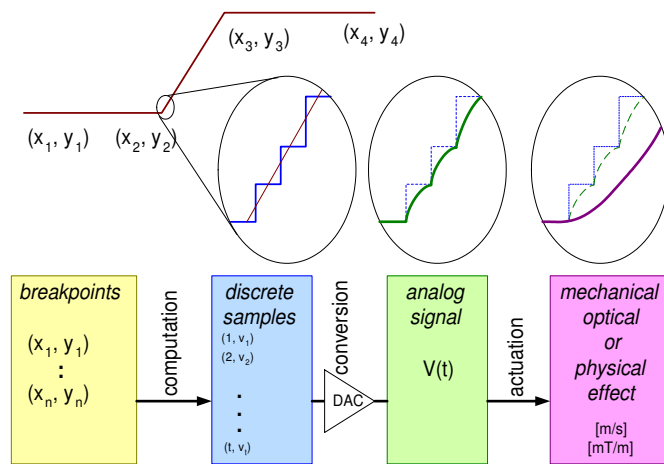 (x3, y3)
(x4, y4)
(x1, y1)
(x2, y2)
breakpoints
(x1, y1)
:
(xn, yn)
computation
discrete
samples
(1, v1)
(2, v2)
.
.
.
(t, vt)
conversion
DAC
analog
signal
V(t)
actuation
mechanical
optical
or
physical
effect
[m/s]
[mT/m]